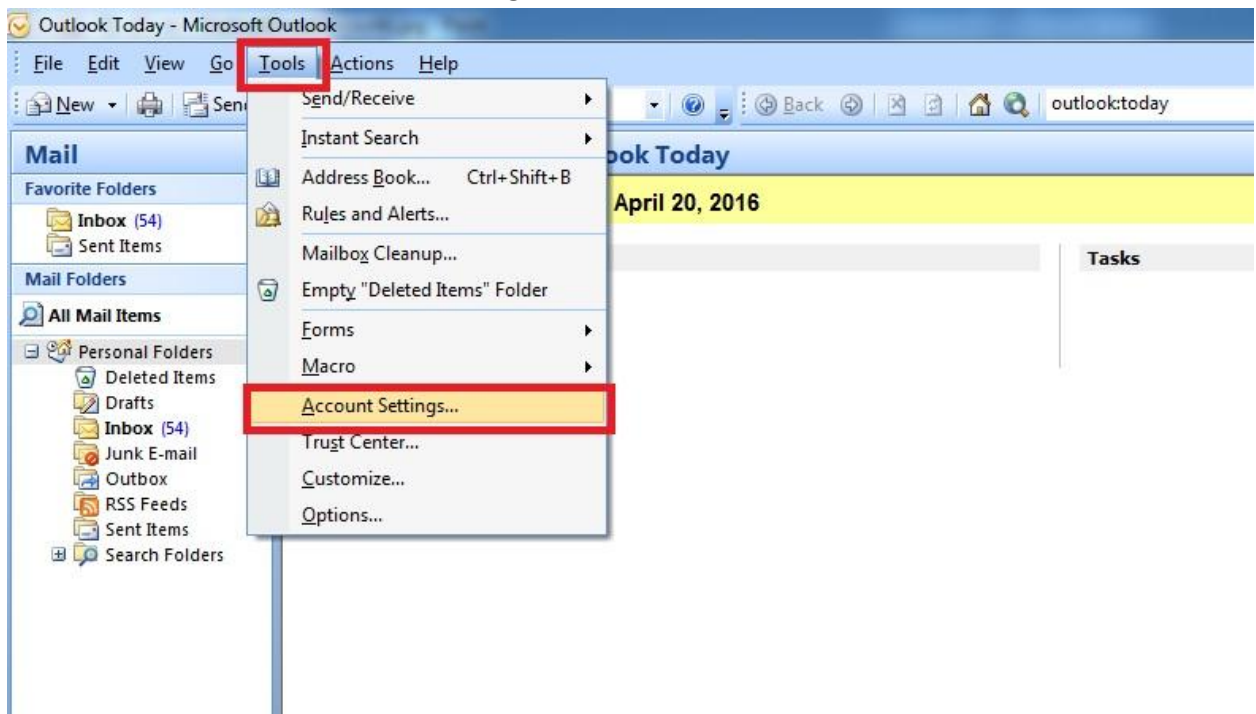 Outlook Today - Microsoft Outlook
File Edit View Go Tools Actions Help
New Back outlook:today
Send/Receive
Instant Search
Address Book... Ctrl+Shift+B
Rules and Alerts...
Mailbox Cleanup...
Empty "Deleted Items" Folder
Forms
Macro
Account Settings...
Trust Center...
Customize...
Options...
Mail
Favorite Folders
Inbox (54)
Sent Items
Mail Folders
All Mail Items
Personal Folders
Deleted Items
Drafts
Inbox (54)
Junk E-mail
Outbox
RSS Feeds
Sent Items
Search Folders
Today
April 20, 2016
Tasks